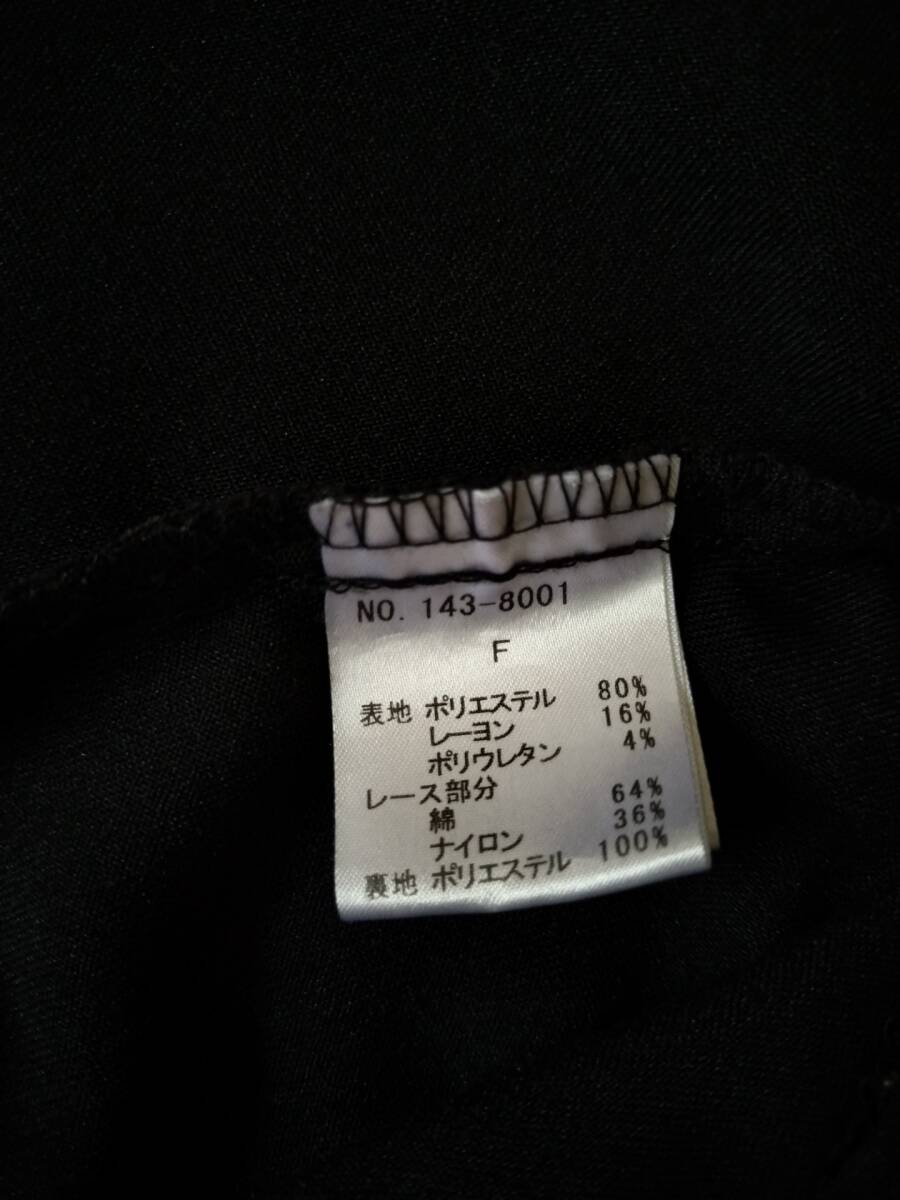 NO. 143-8001
F
表地 ポリエステル 80%
レーヨン 16%
ポリウレタン 4%
レース部分
綿 64%
ナイロン 36%
裏地 ポリエステル 100%